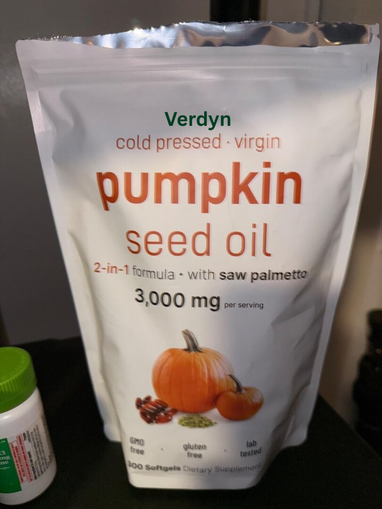 Verdyn
cold pressed · virgin
pumpkin
seed oil
2-in-1 formula • with saw palmetto
3,000 mg per serving
GMO free · gluten free · lab tested
Softgels Dietary Supplement